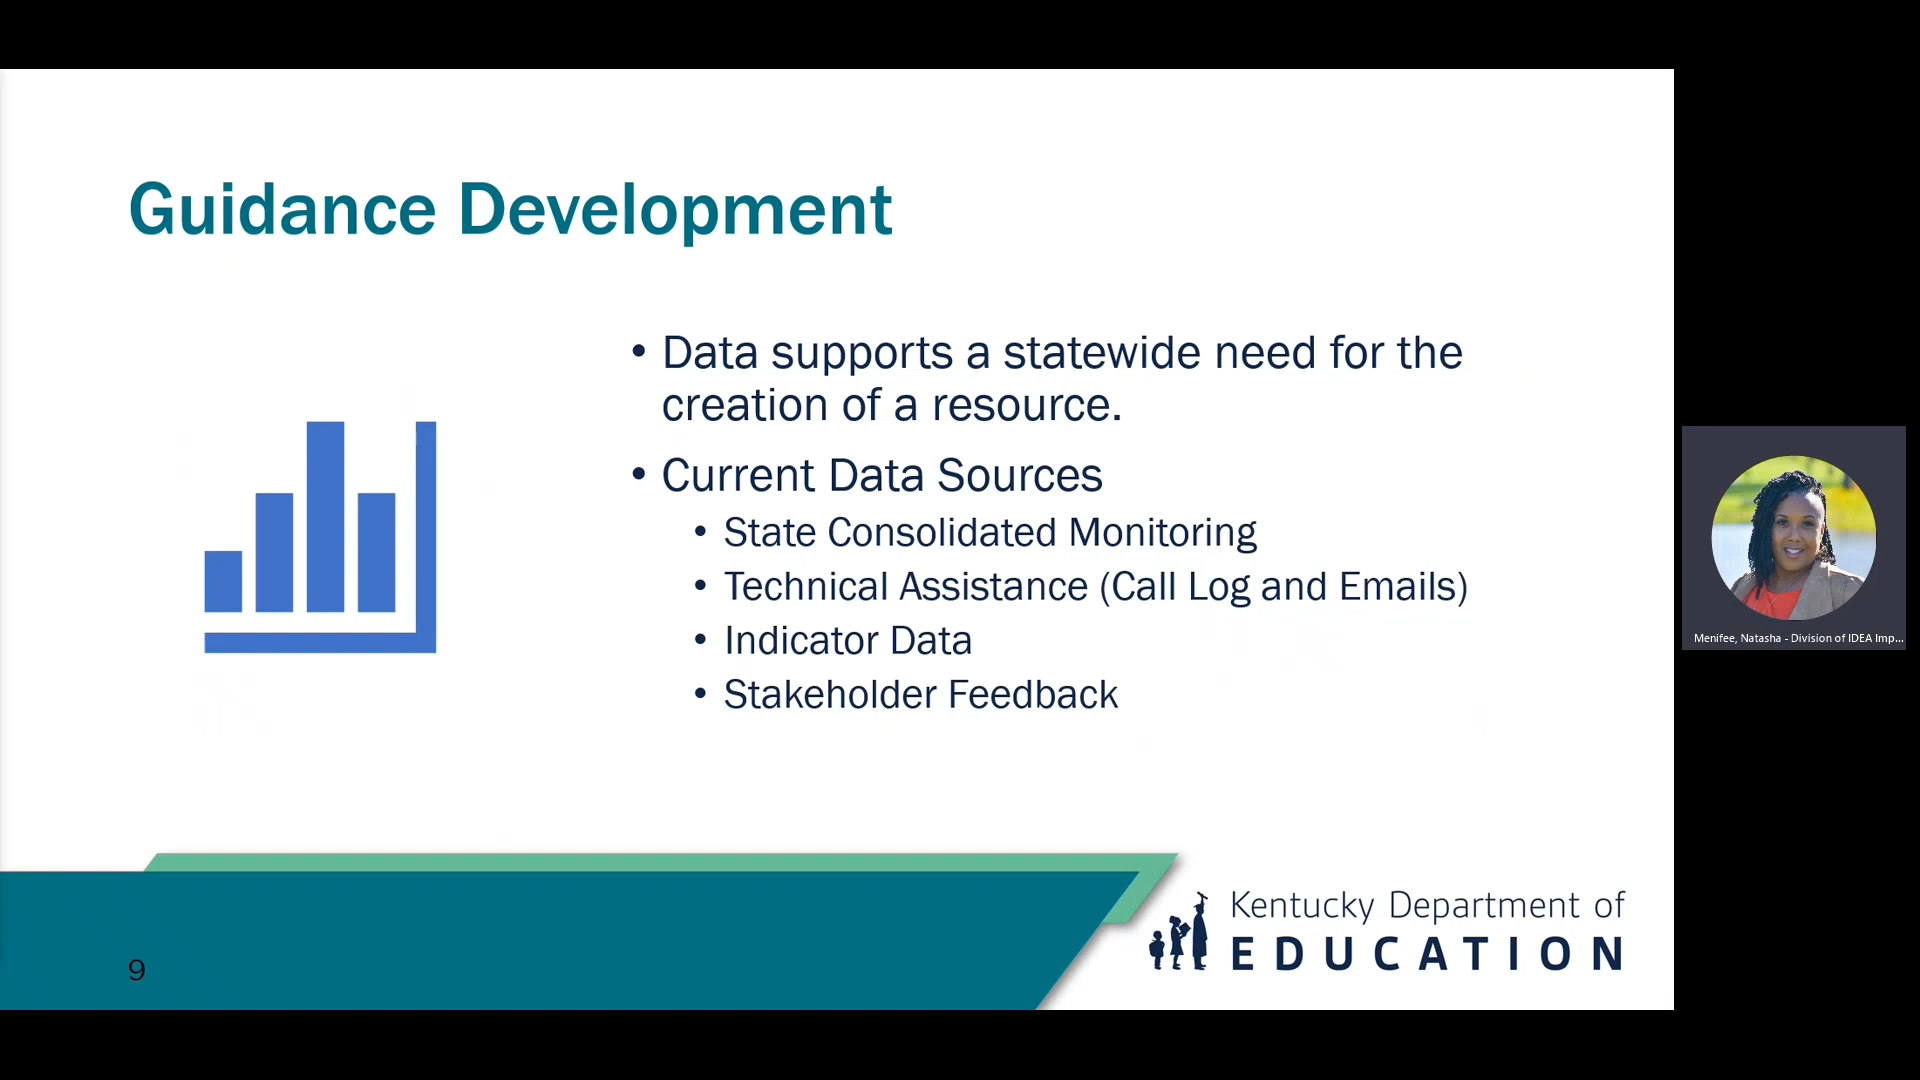 Guidance Development
• Data supports a statewide need for the
creation of a resource.
• Current Data Sources
• State Consolidated Monitoring
• Technical Assistance (Call Log and Emails)
• Indicator Data
• Stakeholder Feedback
Menifee, Natasha - Division of IDEA Imp...
Kentucky Department of
EDUCATION
9